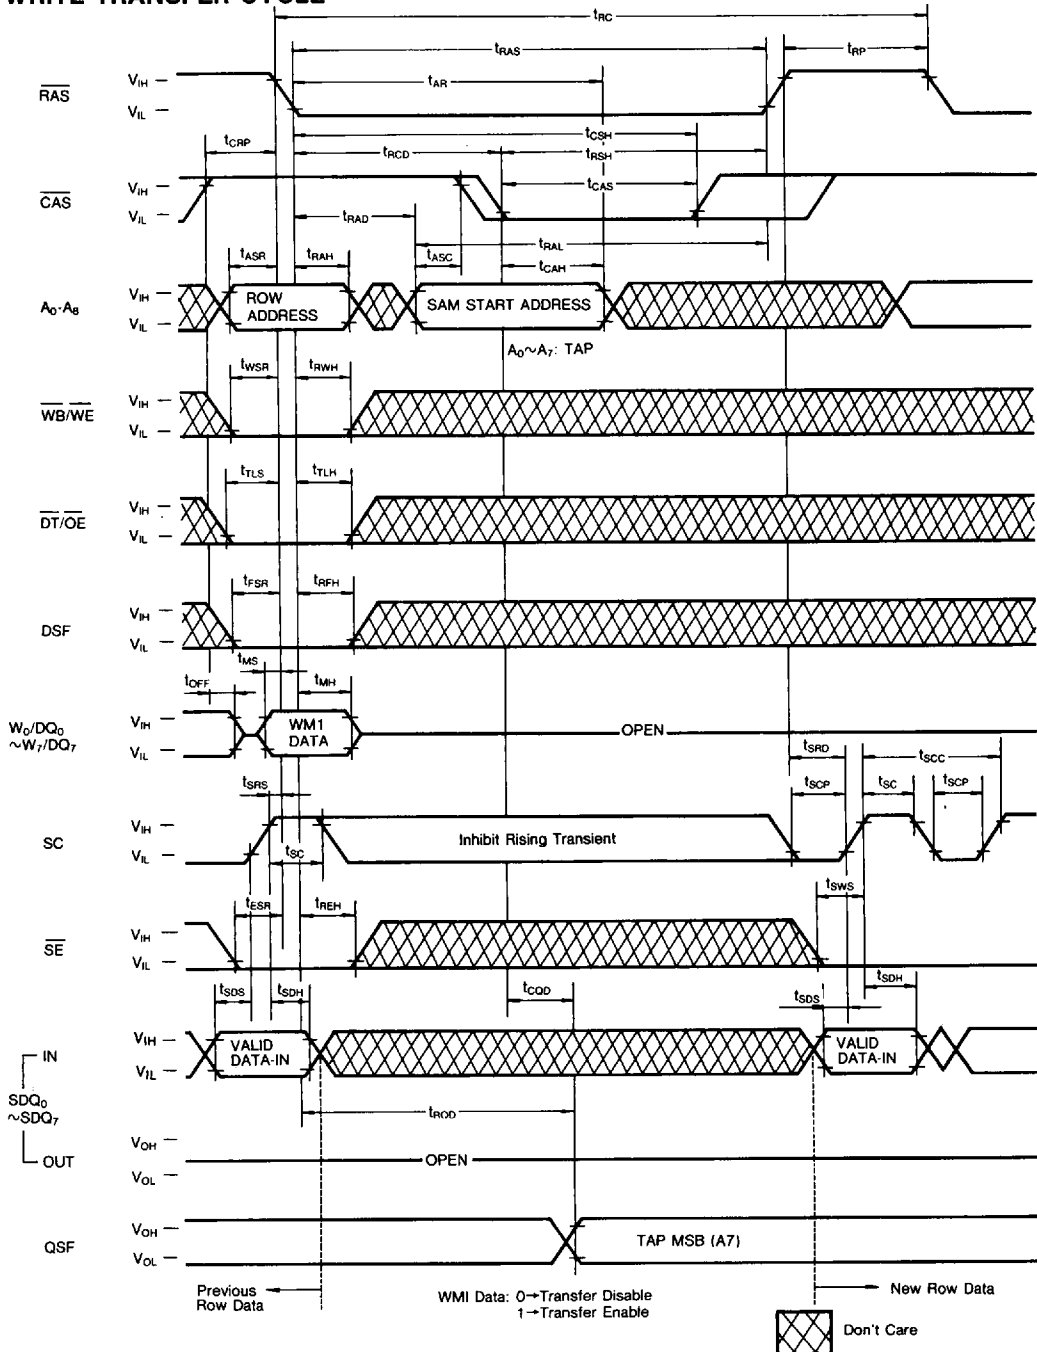 WRITE TRANSFER CYCLE
tRC
tRAS
tRP
tAR
RAS
VIH
VIL
tCRP
tCSH
tRCD
tRSH
tCAS
CAS
VIH
VIL
tRAD
tRAL
tASR
tRAH
tASC
tCAH
A0-A8
VIH
VIL
ROW
ADDRESS
SAM START ADDRESS
A0~A7: TAP
tWSR
tRWH
WB/WE
VIH
VIL
tTLS
tTLH
DT/OE
VIH
VIL
tFSR
tRFH
DSF
VIH
VIL
tMS
tOFF
tMH
W0/DQ0
~W7/DQ7
VIH
VIL
WM1
DATA
OPEN
tSRD
tSCC
tSCP
tSC
tSCP
tSRS
SC
VIH
VIL
tSC
Inhibit Rising Transient
tSWS
tESR
tREH
SE
VIH
VIL
tSDS
tSDH
tCQD
tSDS
tSDH
IN
VIH
VIL
VALID
DATA-IN
VALID
DATA-IN
SDQ0
~SDQ7
tRQD
OUT
VOH
VOL
OPEN
QSF
VOH
VOL
TAP MSB (A7)
Previous
Row Data
WMI Data: 0→Transfer Disable
1→Transfer Enable
New Row Data
Don't Care